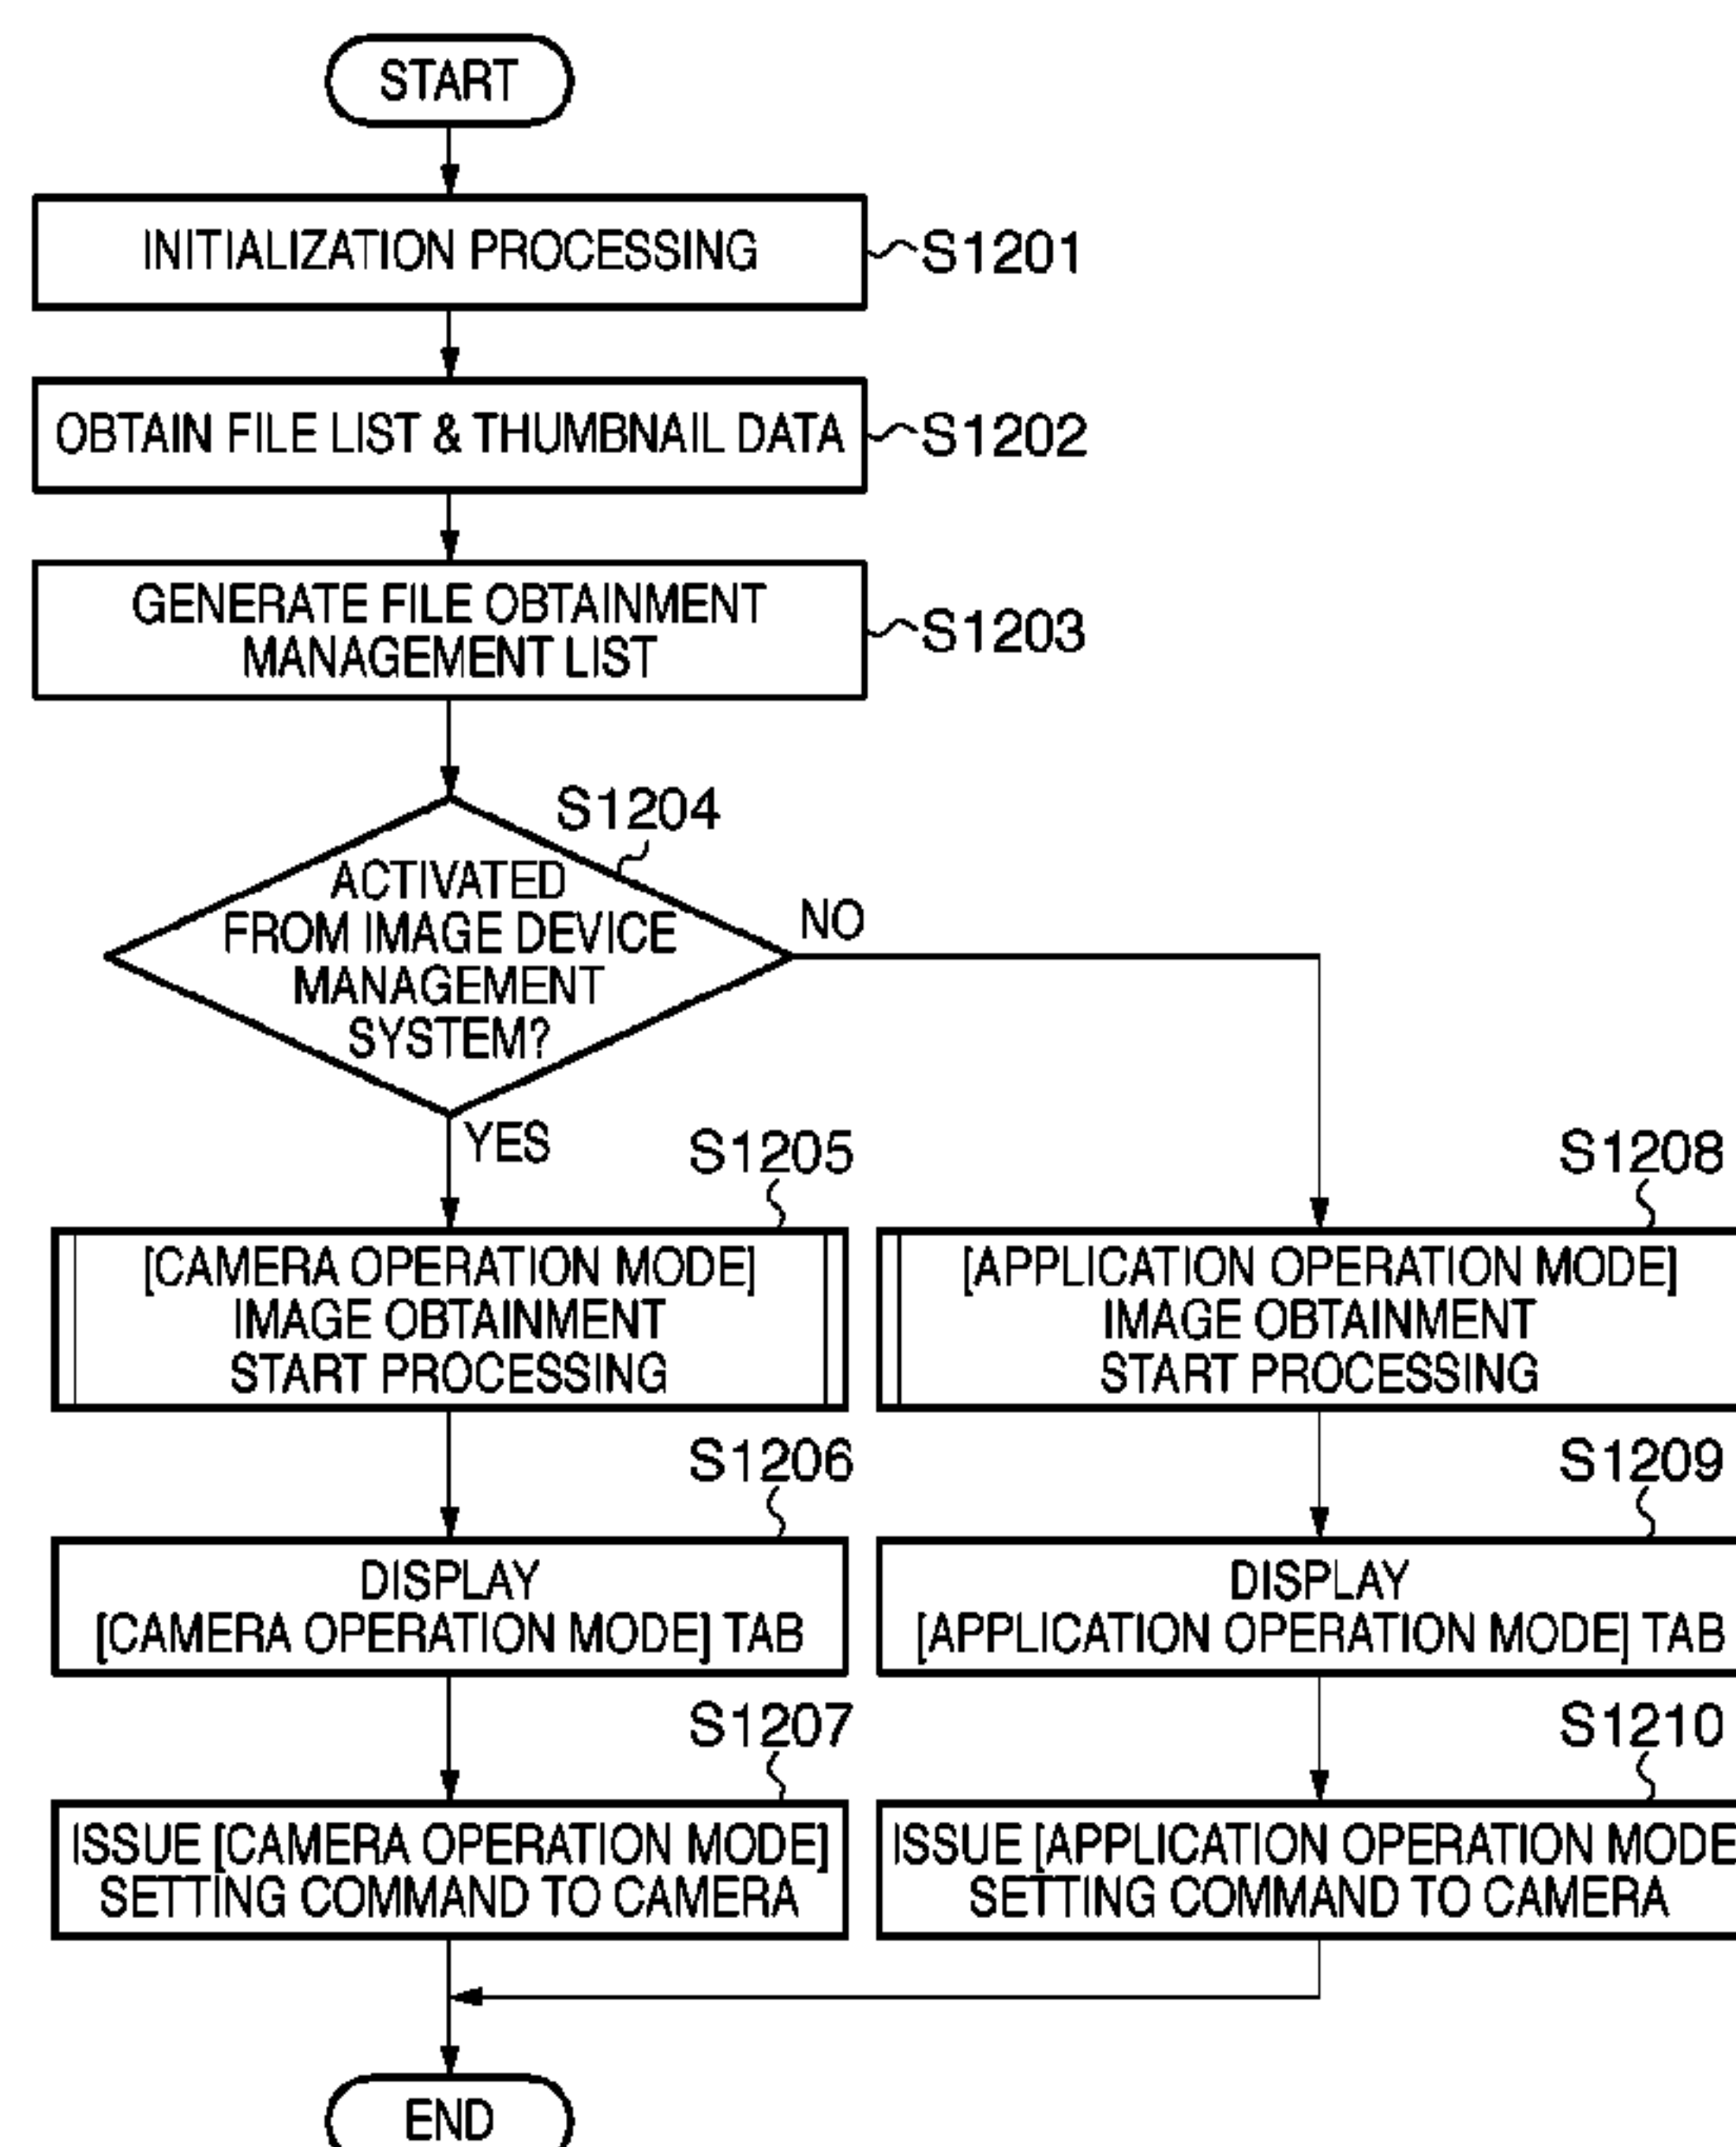 START
INITIALIZATION PROCESSING
S1201
OBTAIN FILE LIST & THUMBNAIL DATA
S1202
GENERATE FILE OBTAINMENT
MANAGEMENT LIST
S1203
S1204
ACTIVATED
FROM IMAGE DEVICE
MANAGEMENT
SYSTEM?
NO
YES
S1205
[CAMERA OPERATION MODE]
IMAGE OBTAINMENT
START PROCESSING
S1206
DISPLAY
[CAMERA OPERATION MODE] TAB
S1207
ISSUE [CAMERA OPERATION MODE]
SETTING COMMAND TO CAMERA
S1208
[APPLICATION OPERATION MODE]
IMAGE OBTAINMENT
START PROCESSING
S1209
DISPLAY
[APPLICATION OPERATION MODE] TAB
S1210
ISSUE [APPLICATION OPERATION MODE
SETTING COMMAND TO CAMERA
END